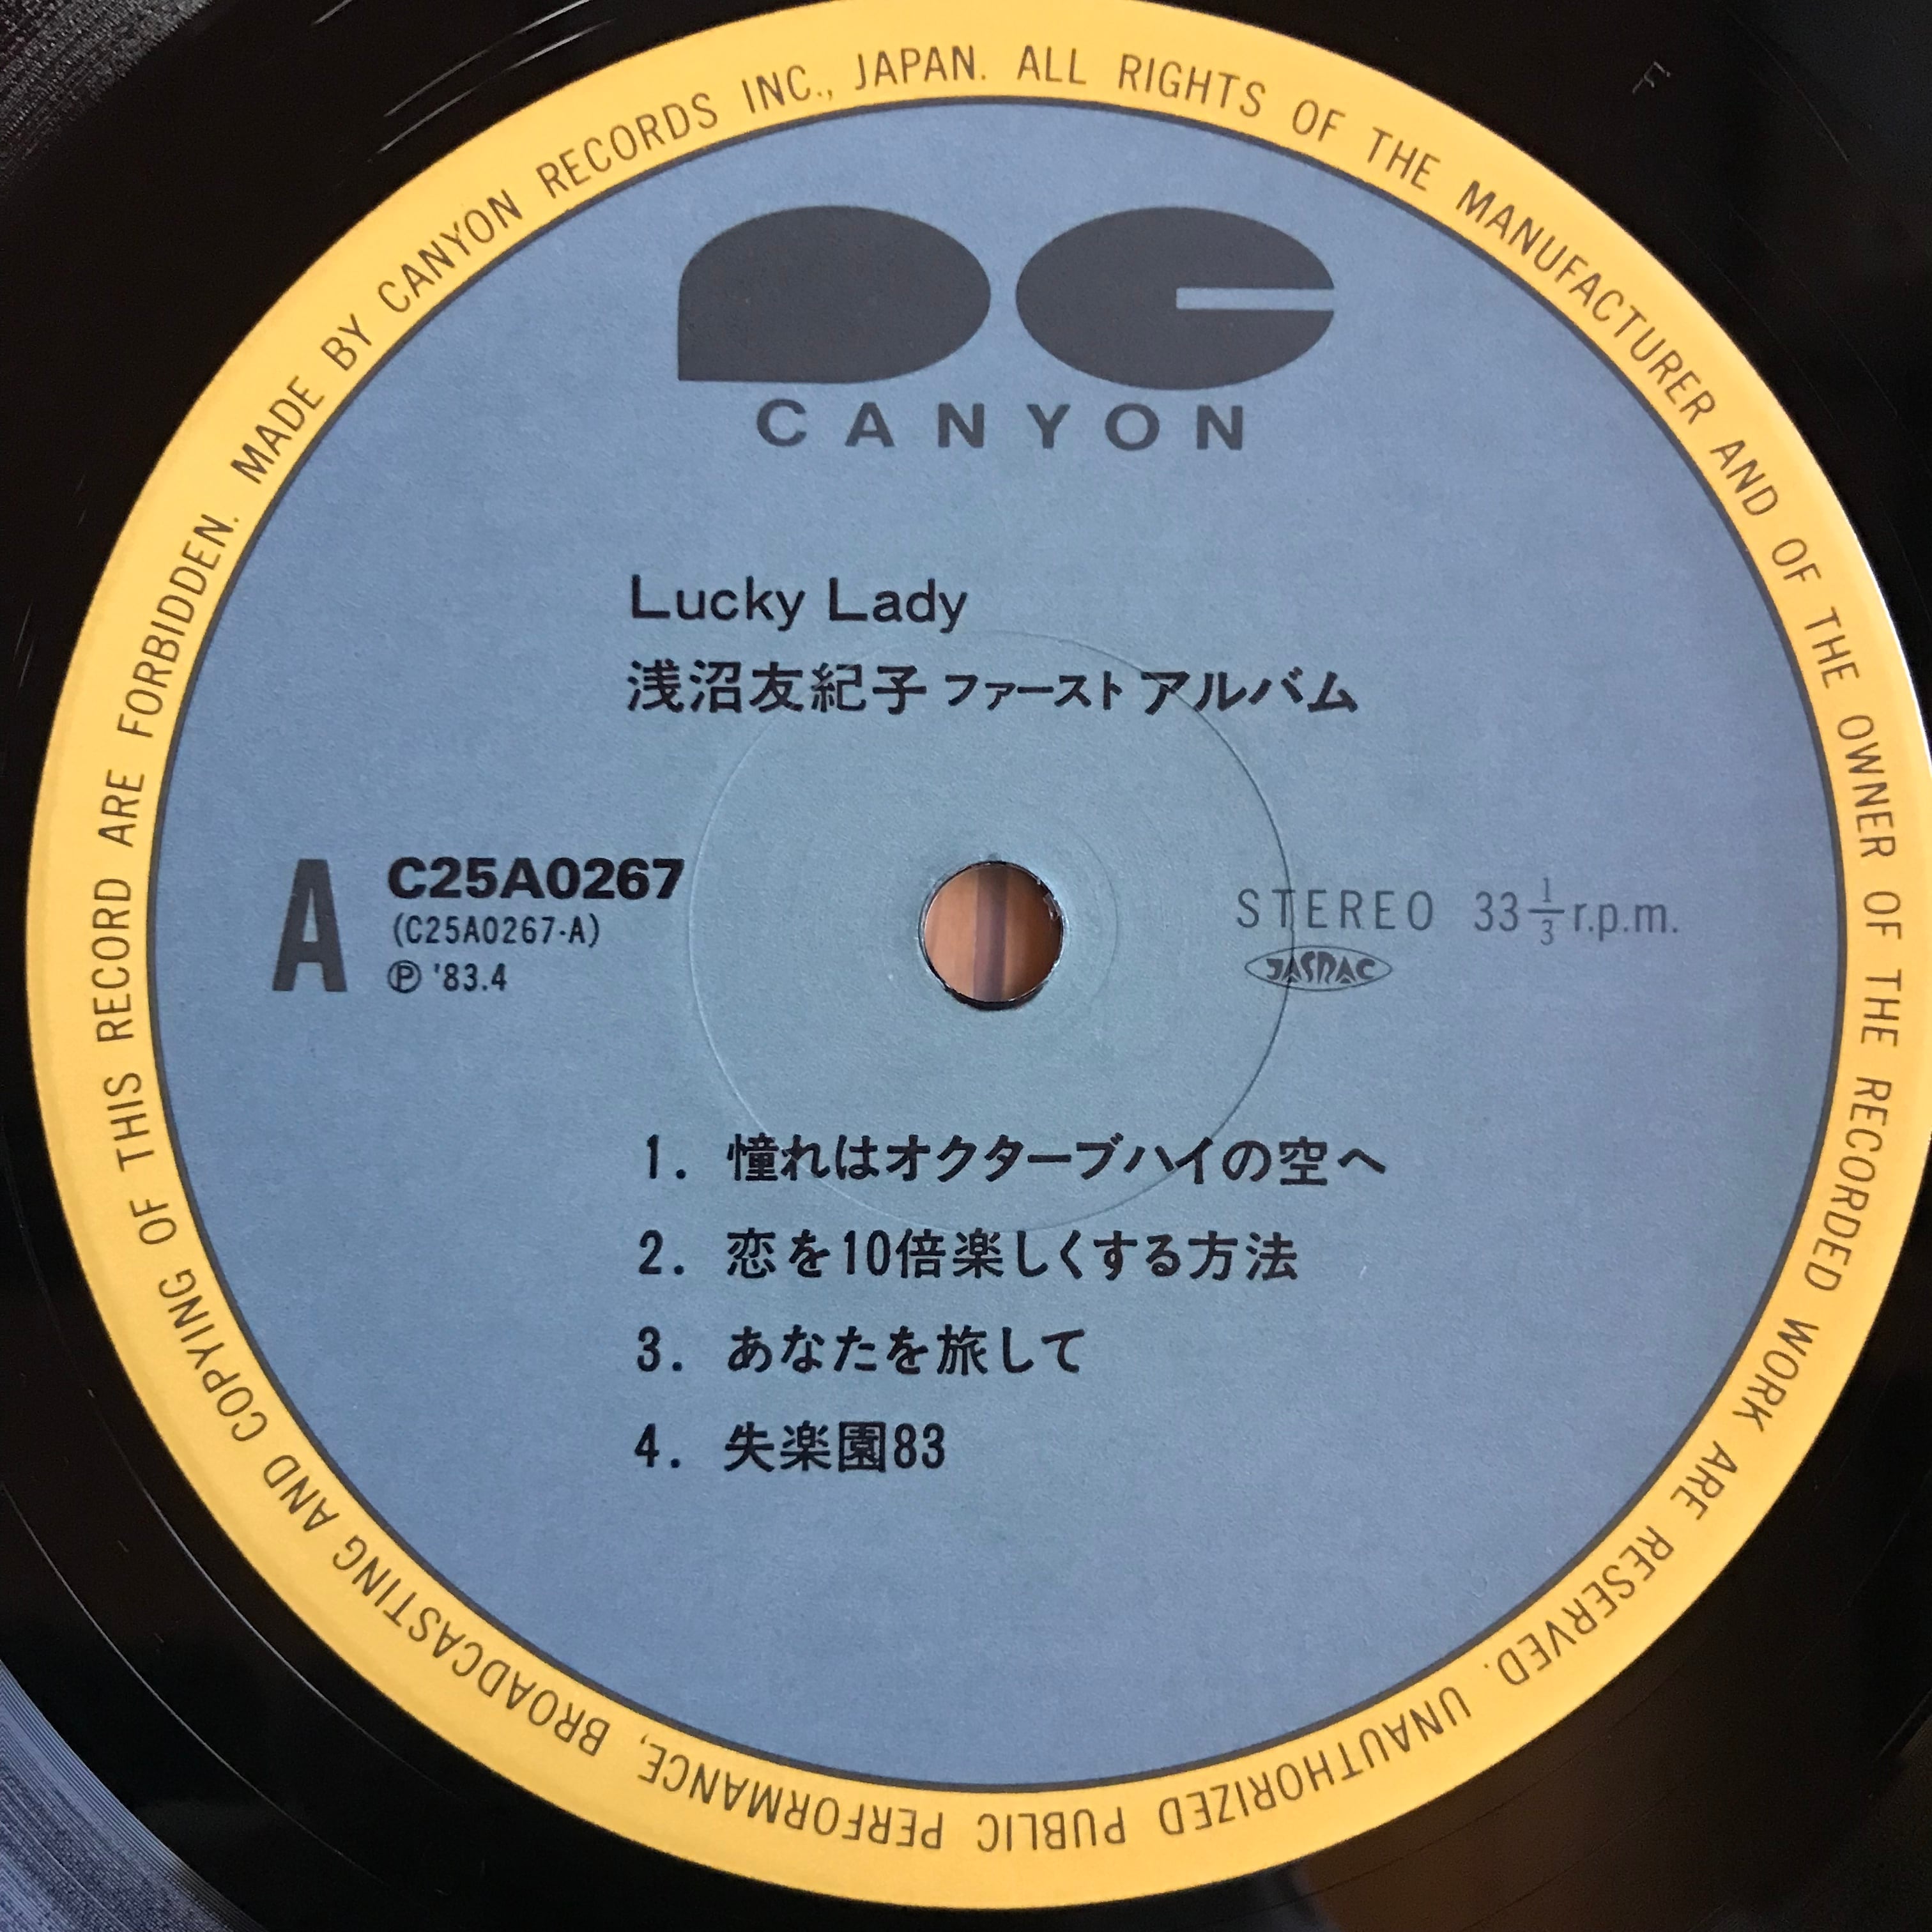 MADE BY CANYON RECORDS INC., JAPAN. ALL RIGHTS OF THE MANUFACTURER AND OF THE OWNER OF THE RECORDED WORK ARE RESERVED. UNAUTHORIZED PUBLIC PERFORMANCE, BROADCASTING AND COPYING OF THIS RECORD ARE FORBIDDEN.
PC
CANYON
Lucky Lady
浅沼友紀子 ファースト アルバム
A
C25A0267
(C25A0267-A)
Ⓟ '83.4
STEREO 33 1/3 r.p.m.
JASRAC
1. 憧れはオクターブハイの空へ
2. 恋を10倍楽しくする方法
3. あなたを旅して
4. 失楽園83